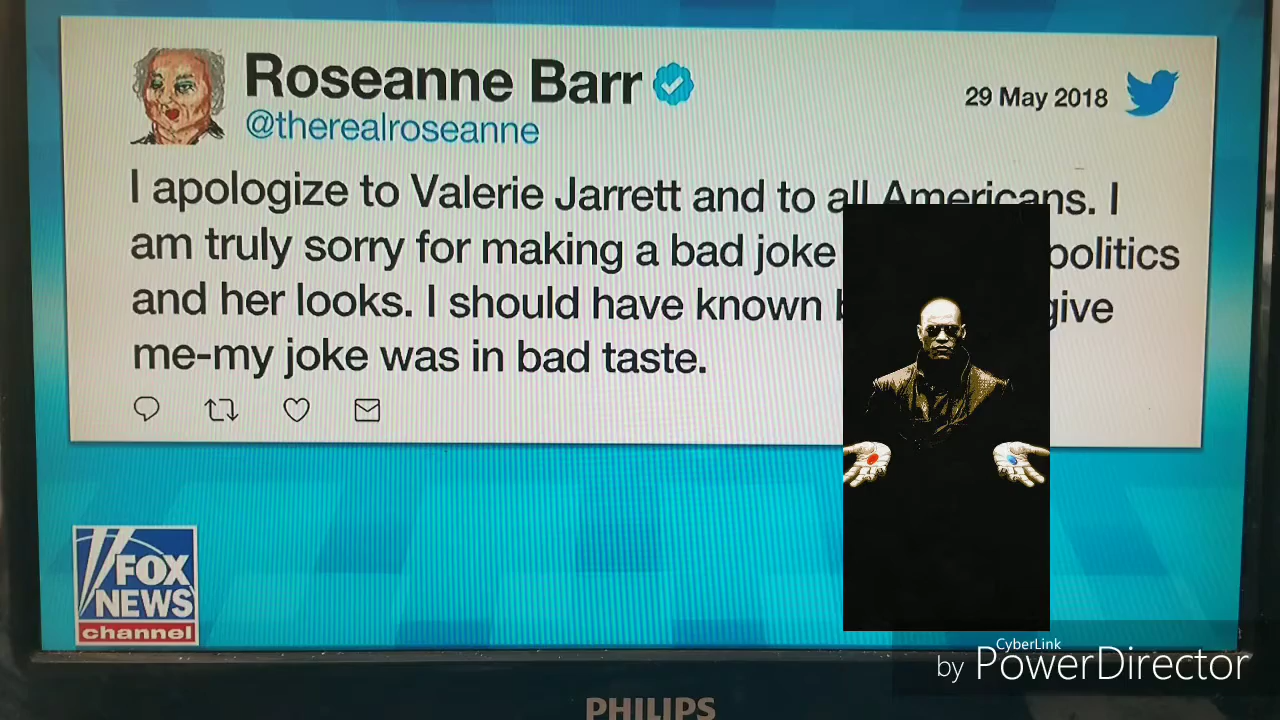 Roseanne Barr
@therealroseanne
29 May 2018
I apologize to Valerie Jarrett and to all Americans. I
am truly sorry for making a bad joke politics
and her looks. I should have known give
me-my joke was in bad taste.
FOX
NEWS
channel
CyberLink
by PowerDirector
PHILIPS